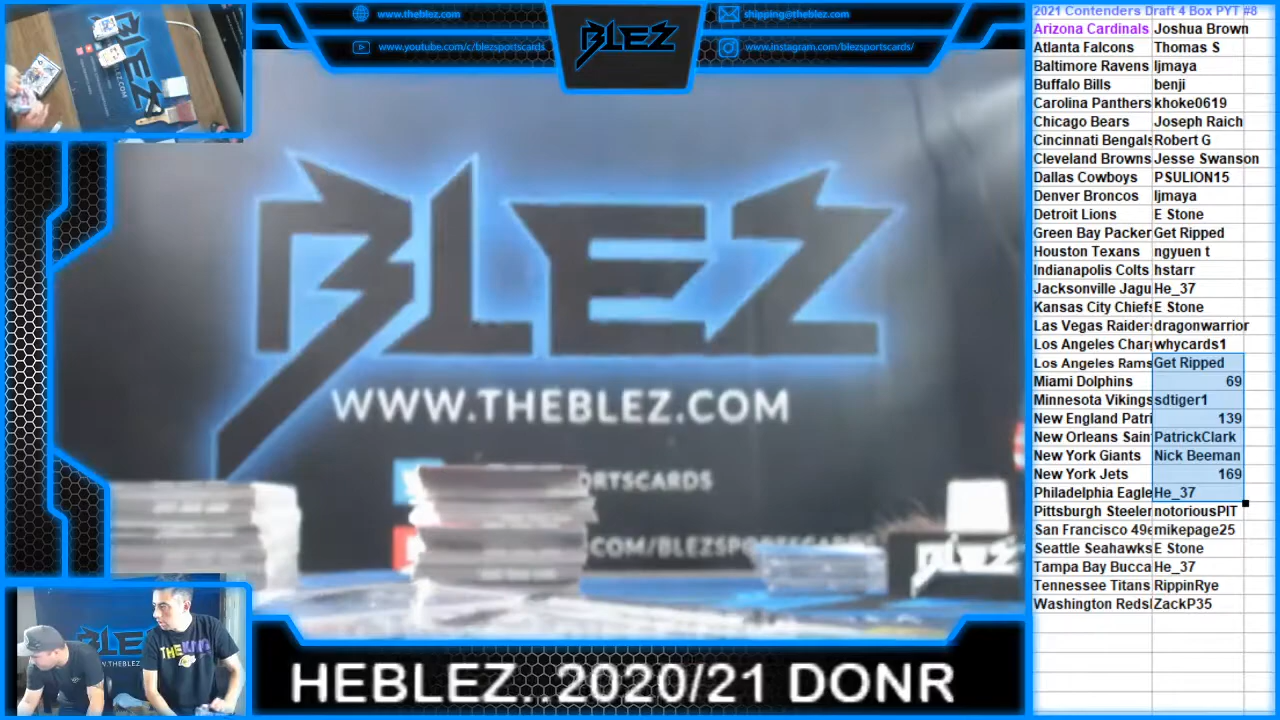 www.theblez.com
shipping@theblez.com
www.youtube.com/c/blezsportscards
BLEZ
www.instagram.com/blezsportscards/
BLEZ
.COM
BLEZ
WWW.THEBLEZ.COM
ORTSCARDS
COM/BLEZSPORTSCARDS
BLEZ
HEBLEZ..2020/21 DONR
2021 Contenders Draft 4 Box PYT #8
Arizona Cardinals Joshua Brown
Atlanta Falcons Thomas S
Baltimore Ravens ljmaya
Buffalo Bills benji
Carolina Panthers khoke0619
Chicago Bears Joseph Raich
Cincinnati Bengals Robert G
Cleveland Browns Jesse Swanson
Dallas Cowboys PSULION15
Denver Broncos ljmaya
Detroit Lions E Stone
Green Bay Packer Get Ripped
Houston Texans ngyuen t
Indianapolis Colts hstarr
Jacksonville Jagu He_37
Kansas City Chiefs E Stone
Las Vegas Raiders dragonwarrior
Los Angeles Char whycards1
Los Angeles Rams Get Ripped
Miami Dolphins 69
Minnesota Vikings sdtiger1
New England Patri 139
New Orleans Sain PatrickClark
New York Giants Nick Beeman
New York Jets 169
Philadelphia Eagle He_37
Pittsburgh Steeler notoriousPIT
San Francisco 49e mikepage25
Seattle Seahawks E Stone
Tampa Bay Bucca He_37
Tennessee Titans RippinRye
Washington Reds ZackP35